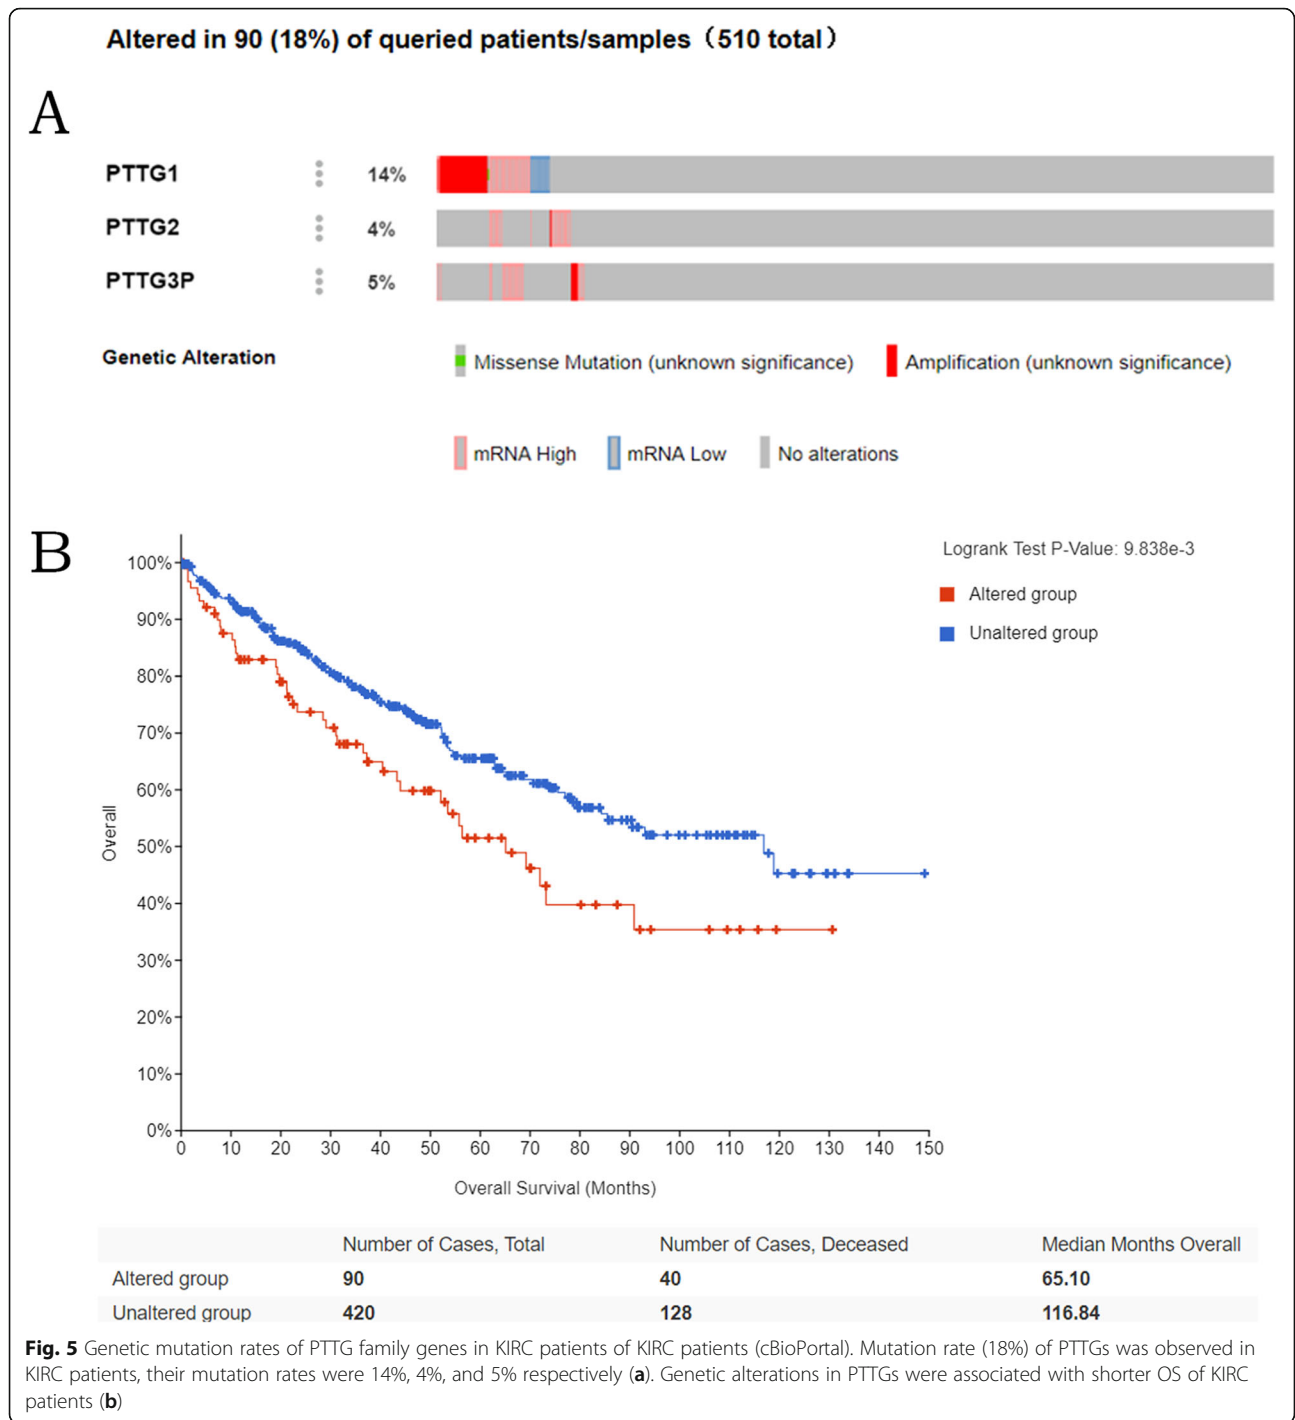 Altered in 90 (18%) of queried patients/samples（510 total）
A
PTTG1 14%
PTTG2 4%
PTTG3P 5%
Genetic Alteration Missense Mutation (unknown significance) Amplification (unknown significance)
mRNA High mRNA Low No alterations
B
Logrank Test P-Value: 9.838e-3
Altered group
Unaltered group
100%
90%
80%
70%
60%
50%
40%
30%
20%
10%
0%
Overall
0 10 20 30 40 50 60 70 80 90 100 110 120 130 140 150
Overall Survival (Months)
Number of Cases, Total Number of Cases, Deceased Median Months Overall
Altered group 90 40 65.10
Unaltered group 420 128 116.84
Fig. 5 Genetic mutation rates of PTTG family genes in KIRC patients of KIRC patients (cBioPortal). Mutation rate (18%) of PTTGs was observed in
KIRC patients, their mutation rates were 14%, 4%, and 5% respectively (a). Genetic alterations in PTTGs were associated with shorter OS of KIRC
patients (b)